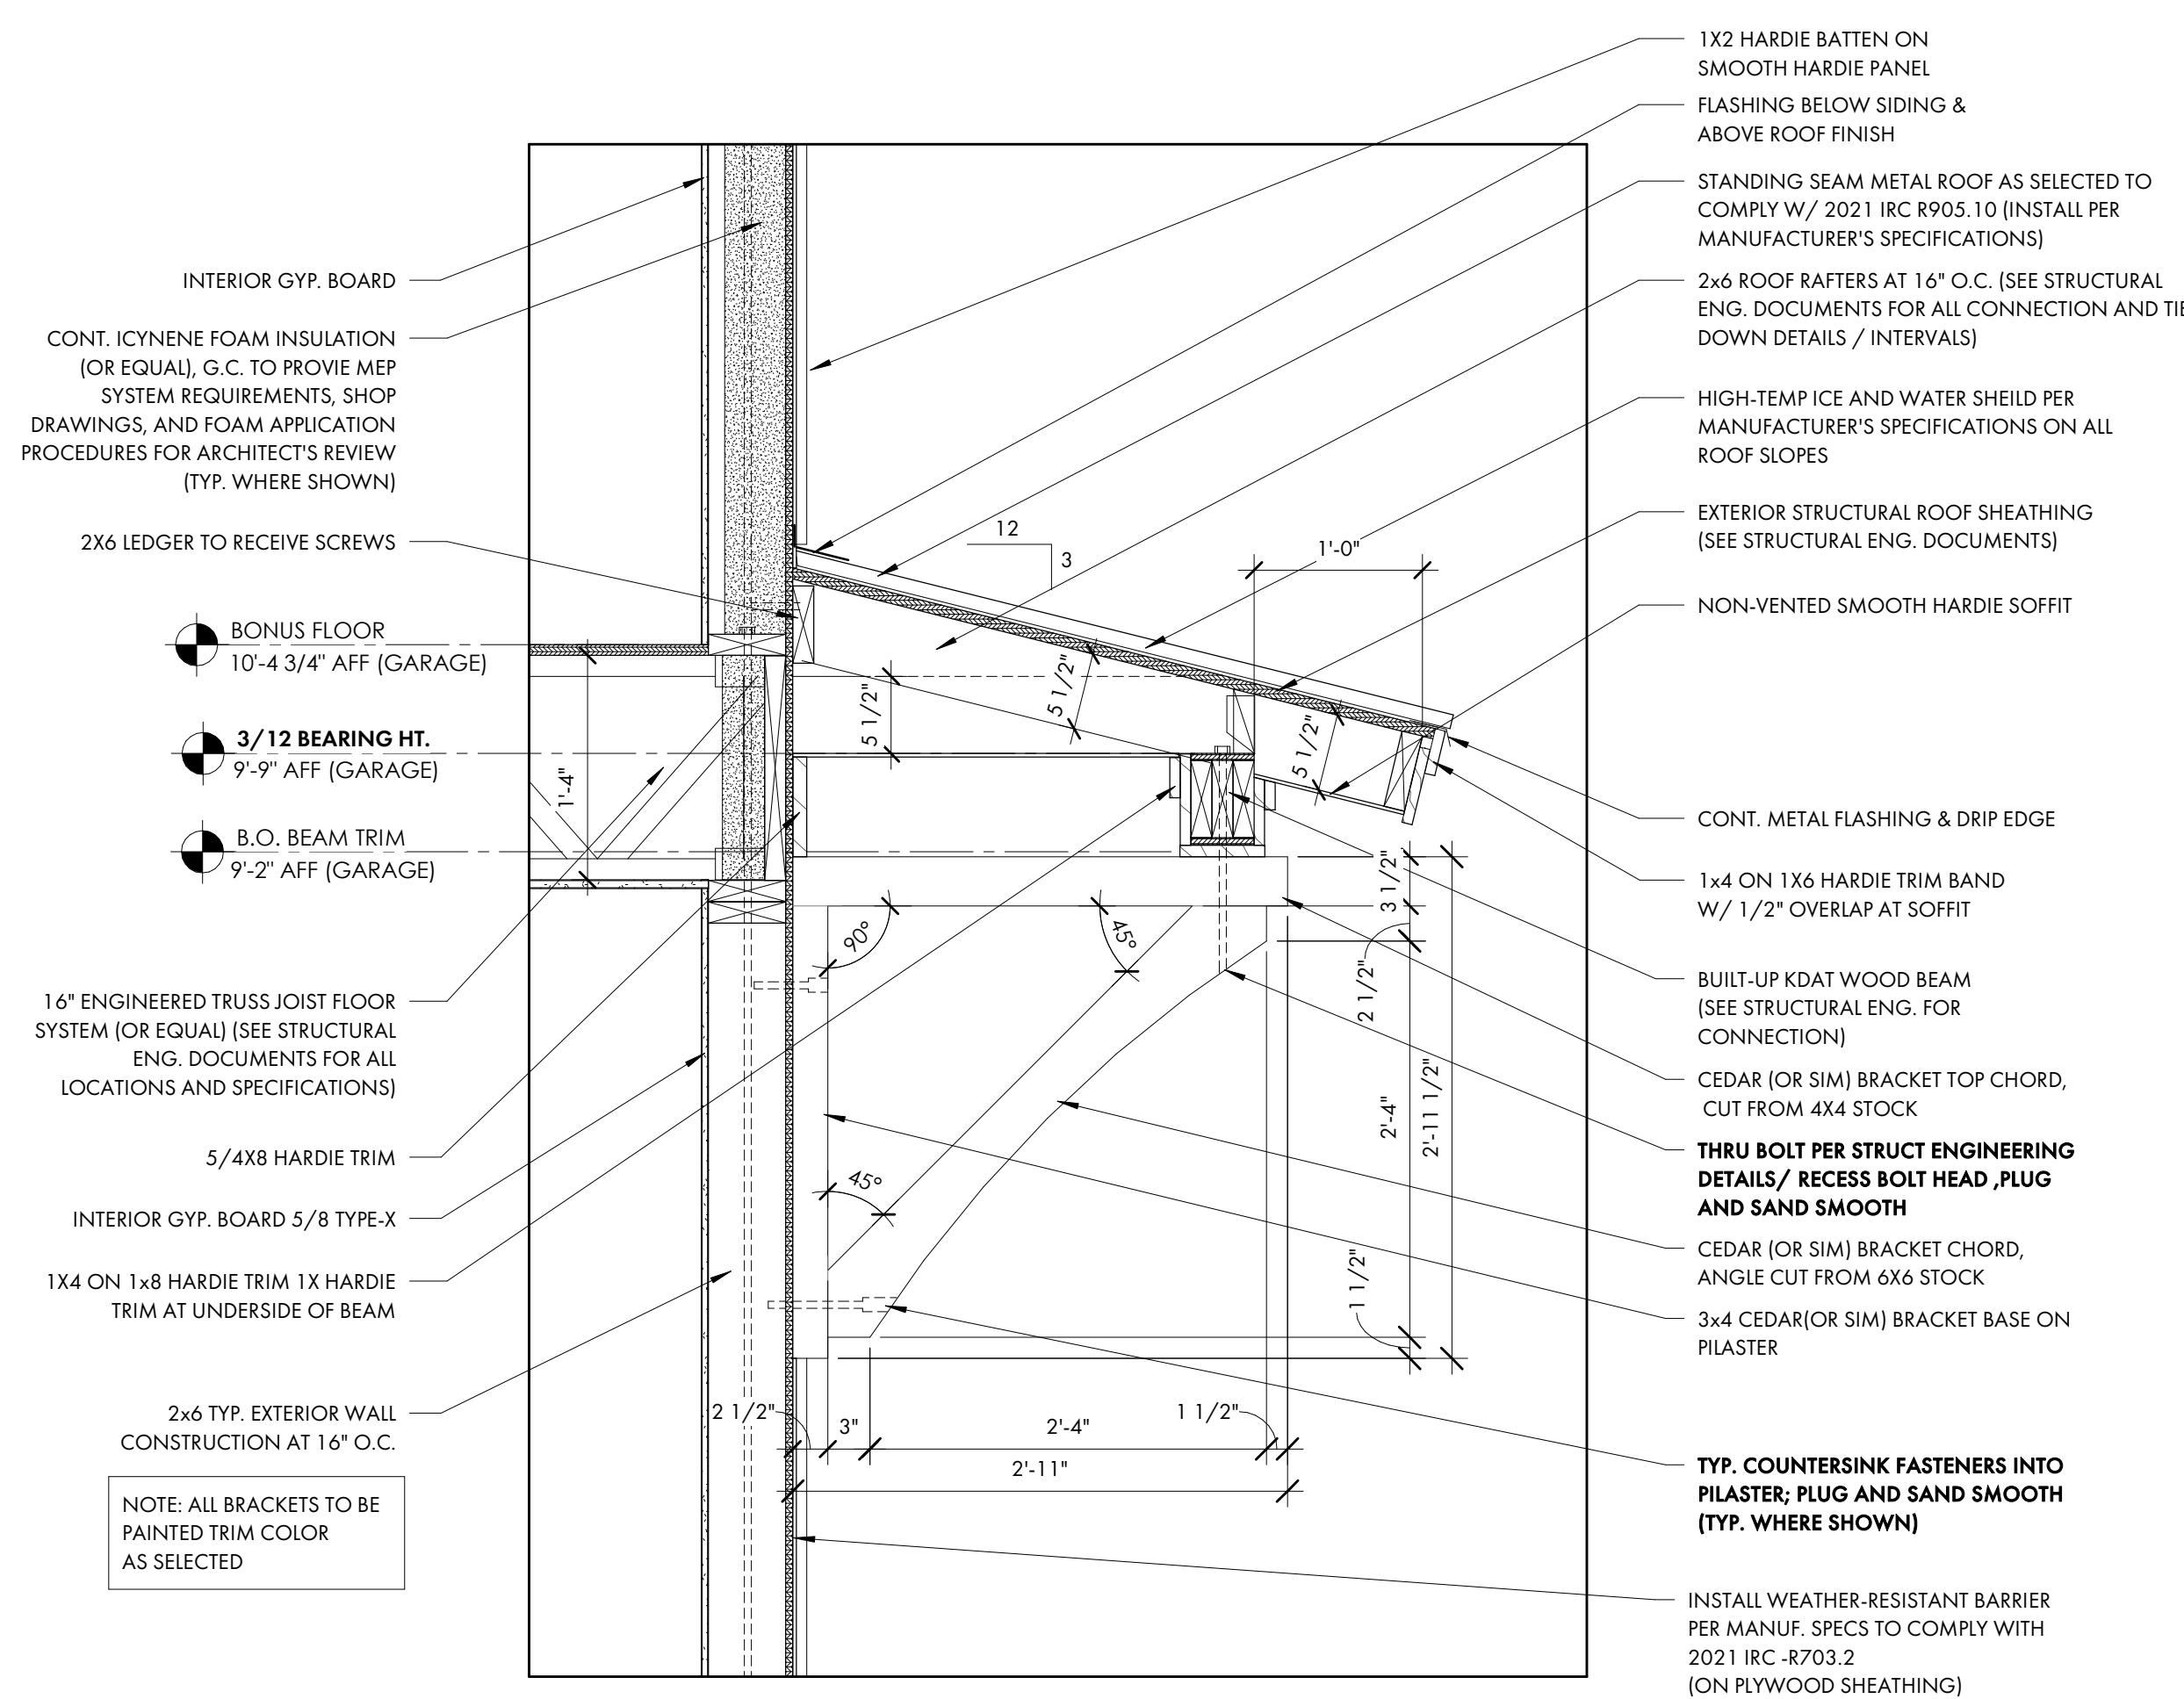 INTERIOR GYP. BOARD
CONT. ICYNENE FOAM INSULATION
(OR EQUAL), G.C. TO PROVIE MEP
SYSTEM REQUIREMENTS, SHOP
DRAWINGS, AND FOAM APPLICATION
PROCEDURES FOR ARCHITECT'S REVIEW
(TYP. WHERE SHOWN)
2X6 LEDGER TO RECEIVE SCREWS
BONUS FLOOR
10'-4 3/4" AFF (GARAGE)
3/12 BEARING HT.
9'-9" AFF (GARAGE)
B.O. BEAM TRIM
9'-2" AFF (GARAGE)
16" ENGINEERED TRUSS JOIST FLOOR
SYSTEM (OR EQUAL) (SEE STRUCTURAL
ENG. DOCUMENTS FOR ALL
LOCATIONS AND SPECIFICATIONS)
5/4X8 HARDIE TRIM
INTERIOR GYP. BOARD 5/8 TYPE-X
1X4 ON 1x8 HARDIE TRIM 1X HARDIE
TRIM AT UNDERSIDE OF BEAM
2x6 TYP. EXTERIOR WALL
CONSTRUCTION AT 16" O.C.
NOTE: ALL BRACKETS TO BE
PAINTED TRIM COLOR
AS SELECTED
12
3
1'-0"
1'-4"
5 1/2"
5 1/2"
5 1/2"
90°
45°
45°
3 1/2"
2 1/2"
2'-4"
2'-11 1/2"
1 1/2"
2 1/2"
3"
2'-4"
1 1/2"
2'-11"
1X2 HARDIE BATTEN ON
SMOOTH HARDIE PANEL
FLASHING BELOW SIDING &
ABOVE ROOF FINISH
STANDING SEAM METAL ROOF AS SELECTED TO
COMPLY W/ 2021 IRC R905.10 (INSTALL PER
MANUFACTURER'S SPECIFICATIONS)
2x6 ROOF RAFTERS AT 16" O.C. (SEE STRUCTURAL
ENG. DOCUMENTS FOR ALL CONNECTION AND TIE
DOWN DETAILS / INTERVALS)
HIGH-TEMP ICE AND WATER SHEILD PER
MANUFACTURER'S SPECIFICATIONS ON ALL
ROOF SLOPES
EXTERIOR STRUCTURAL ROOF SHEATHING
(SEE STRUCTURAL ENG. DOCUMENTS)
NON-VENTED SMOOTH HARDIE SOFFIT
CONT. METAL FLASHING & DRIP EDGE
1x4 ON 1X6 HARDIE TRIM BAND
W/ 1/2" OVERLAP AT SOFFIT
BUILT-UP KDAT WOOD BEAM
(SEE STRUCTURAL ENG. FOR
CONNECTION)
CEDAR (OR SIM) BRACKET TOP CHORD,
CUT FROM 4X4 STOCK
THRU BOLT PER STRUCT ENGINEERING
DETAILS/ RECESS BOLT HEAD ,PLUG
AND SAND SMOOTH
CEDAR (OR SIM) BRACKET CHORD,
ANGLE CUT FROM 6X6 STOCK
3x4 CEDAR(OR SIM) BRACKET BASE ON
PILASTER
TYP. COUNTERSINK FASTENERS INTO
PILASTER; PLUG AND SAND SMOOTH
(TYP. WHERE SHOWN)
INSTALL WEATHER-RESISTANT BARRIER
PER MANUF. SPECS TO COMPLY WITH
2021 IRC -R703.2
(ON PLYWOOD SHEATHING)